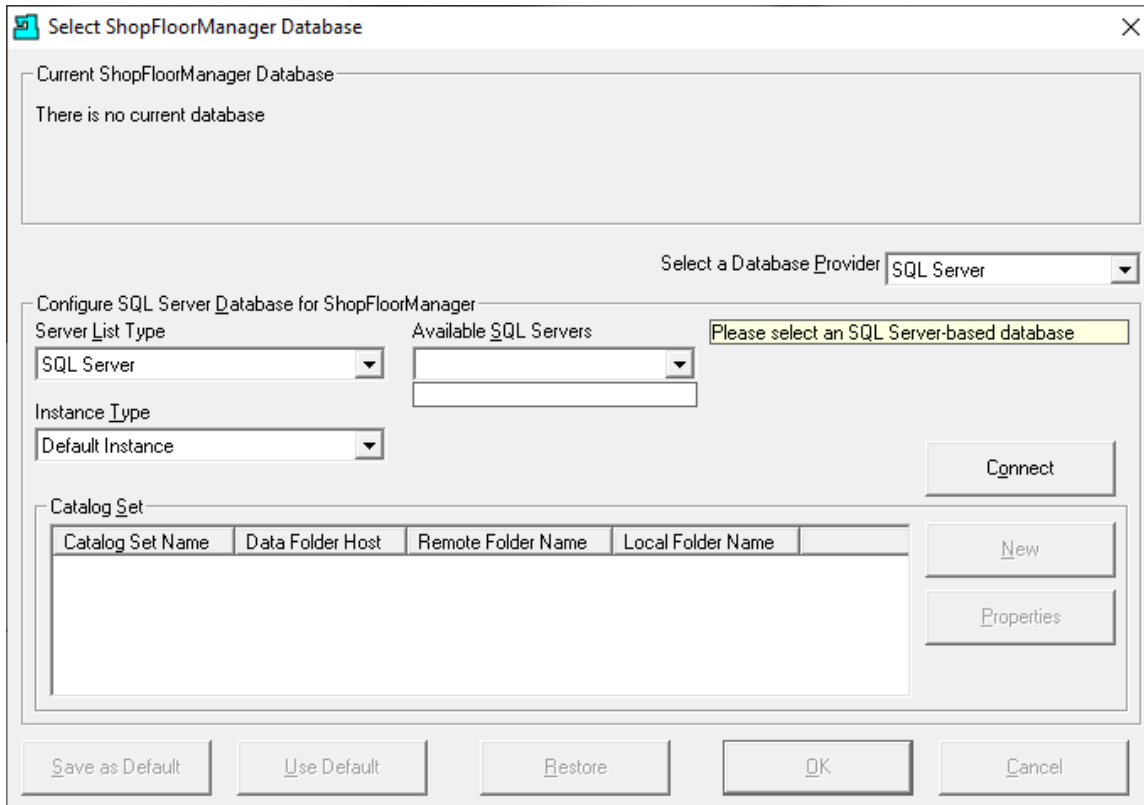 Select ShopFloorManager Database
Current ShopFloorManager Database
There is no current database
Select a Database Provider SQL Server
Configure SQL Server Database for ShopFloorManager
Server List Type
Available SQL Servers
Please select an SQL Server-based database
SQL Server
Instance Type
Default Instance
Connect
Catalog Set
Catalog Set Name Data Folder Host Remote Folder Name Local Folder Name
New
Properties
Save as Default Use Default Restore OK Cancel